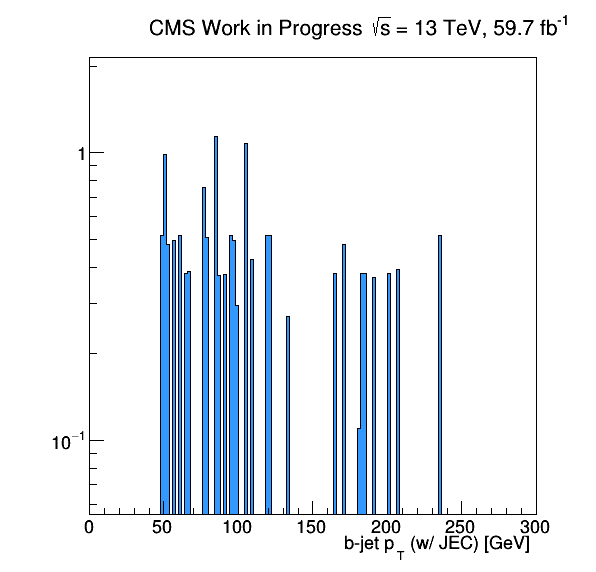 CMS Work in Progress √s = 13 TeV, 59.7 fb⁻¹
1
10⁻¹
0 50 100 150 200 250 300
b-jet p_T (w/ JEC) [GeV]